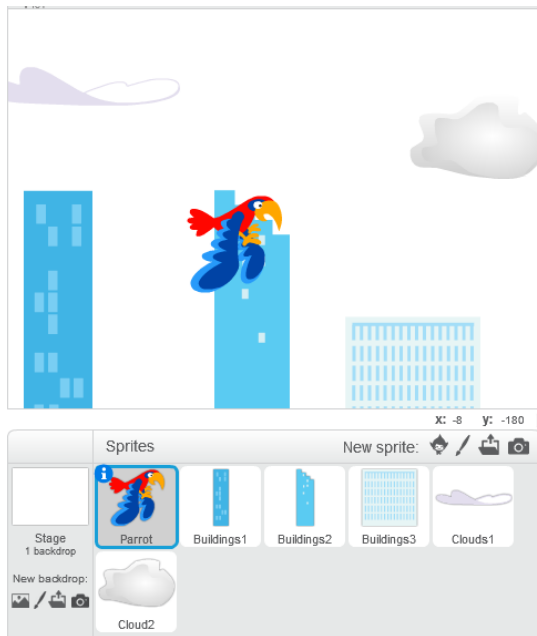 x: -8 y: -180
Sprites
New sprite:
Stage
1 backdrop
New backdrop:
Parrot
Buildings1
Buildings2
Buildings3
Clouds1
Cloud2